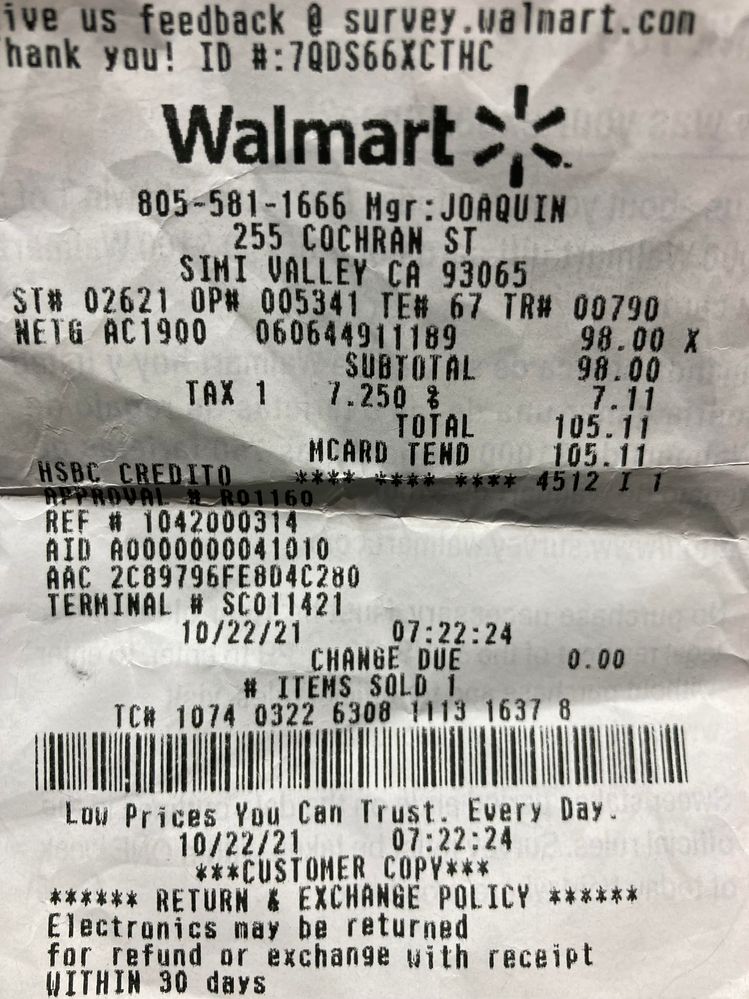 ive us feedback @ survey.walmart.com
hank you! ID #:7QDS66XCTHC
Walmart
805-581-1666 Mgr:JOAQUIN
255 COCHRAN ST
SIMI VALLEY CA 93065
ST# 02621 OP# 005341 TE# 67 TR# 00790
NETG AC1900 060644911189 98.00 X
SUBTOTAL 98.00
TAX 1 7.250 % 7.11
TOTAL 105.11
MCARD TEND 105.11
HSBC CREDITO **** **** **** 4512 I 1
APPROVAL # R01160
REF # 1042000314
AID A0000000041010
AAC 2C89796FE8D4C280
TERMINAL # SC011421
10/22/21 07:22:24
CHANGE DUE 0.00
# ITEMS SOLD 1
TC# 1074 0322 6308 1113 1637 8
Low Prices You Can Trust. Every Day.
10/22/21 07:22:24
***CUSTOMER COPY***
****** RETURN & EXCHANGE POLICY ******
Electronics may be returned
for refund or exchange with receipt
WITHIN 30 days